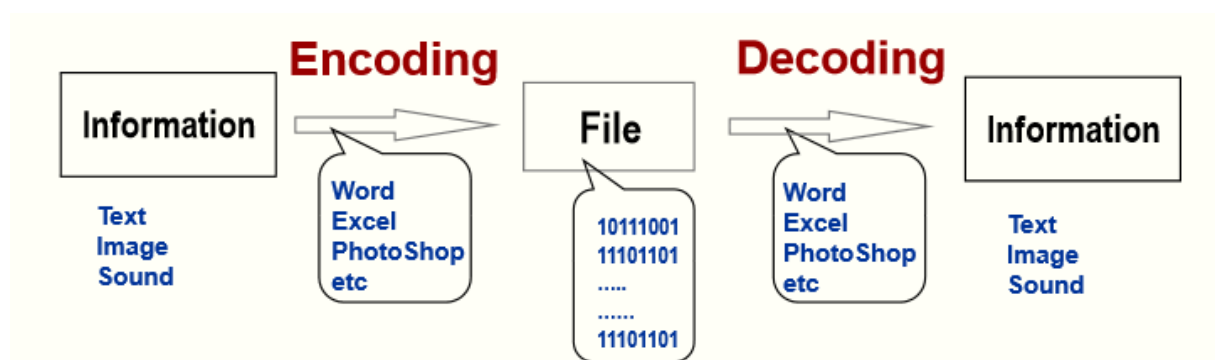 Encoding
Decoding
Information
File
Information
Word
Excel
PhotoShop
etc
Word
Excel
PhotoShop
etc
Text
Image
Sound
10111001
11101101
.....
......
11101101
Text
Image
Sound